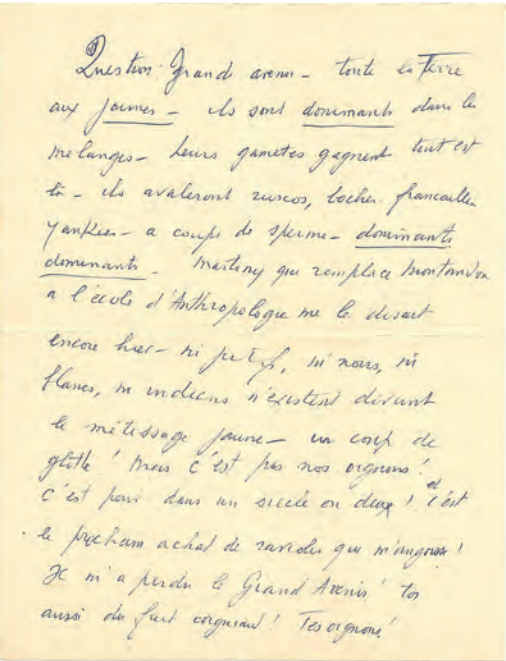 Question Grand avenir – toute la Terre
aux jaunes – ils sont dominants dans les
mélanges – leurs gamètes gagnent tout est
là – ils avaleront ruscos, boches francailles
Yankees – a coups de sperme – dominants
dominants – Martiny qui remplace Montandon
a l'école d'Anthropologie me le disait
encore hier – ni juifs, ni noirs, ni
blancs, ni indiens n'existent devant
le métissage jaune – un coup de
glotte ! mais c'est pas nos oignons !
c'est pour dans un siècle ou deux ! et c'est
le prochain achat de ravioles qui m'angoisse !
Je m'a perdu le Grand Avenir ! toi
aussi du fait ! Tes oignons !